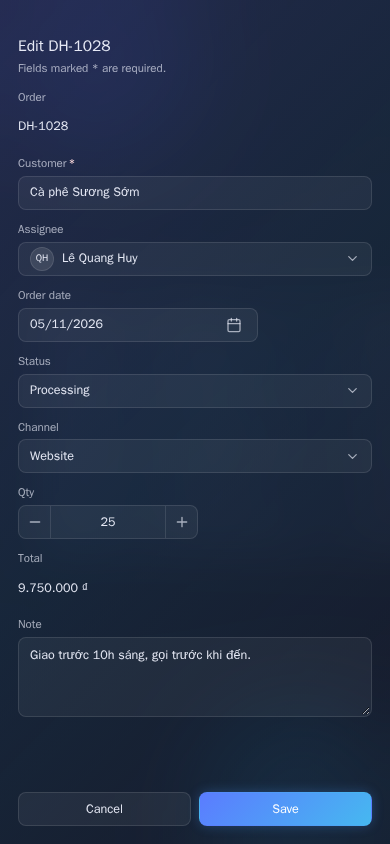 Edit DH-1028
Fields marked * are required.
Order
DH-1028
Customer *
Cà phê Sương Sớm
Assignee
QH Lê Quang Huy
Order date
05/11/2026
Status
Processing
Channel
Website
Qty
25
Total
9.750.000 ₫
Note
Giao trước 10h sáng, gọi trước khi đến.
Cancel Save